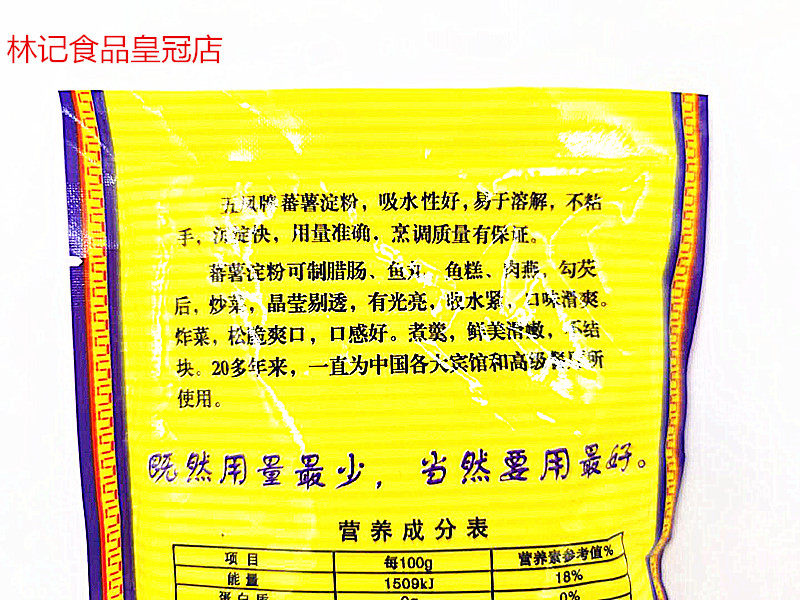 林记食品皇冠店
五凤牌蕃薯淀粉，吸水性好，易于溶解，不粘
手，沉淀快，用量准确．烹调质量有保证。
蕃薯淀粉可制腊肠、鱼丸、鱼糕、肉燕，勾芡
后，炒菜，晶莹剔透，有光亮，收水紧，口味滑爽。
炸菜，松脆爽口，口感好。煮羹，鲜美滑嫩，不结
块。20多年来，一直为中国各大宾馆和高级餐厅所
使用。
既然用量最少，当然要用最好。
营养成分表
项目 每100g 营养素参考值%
能量 1509kJ 18%
蛋白质 0g 0%